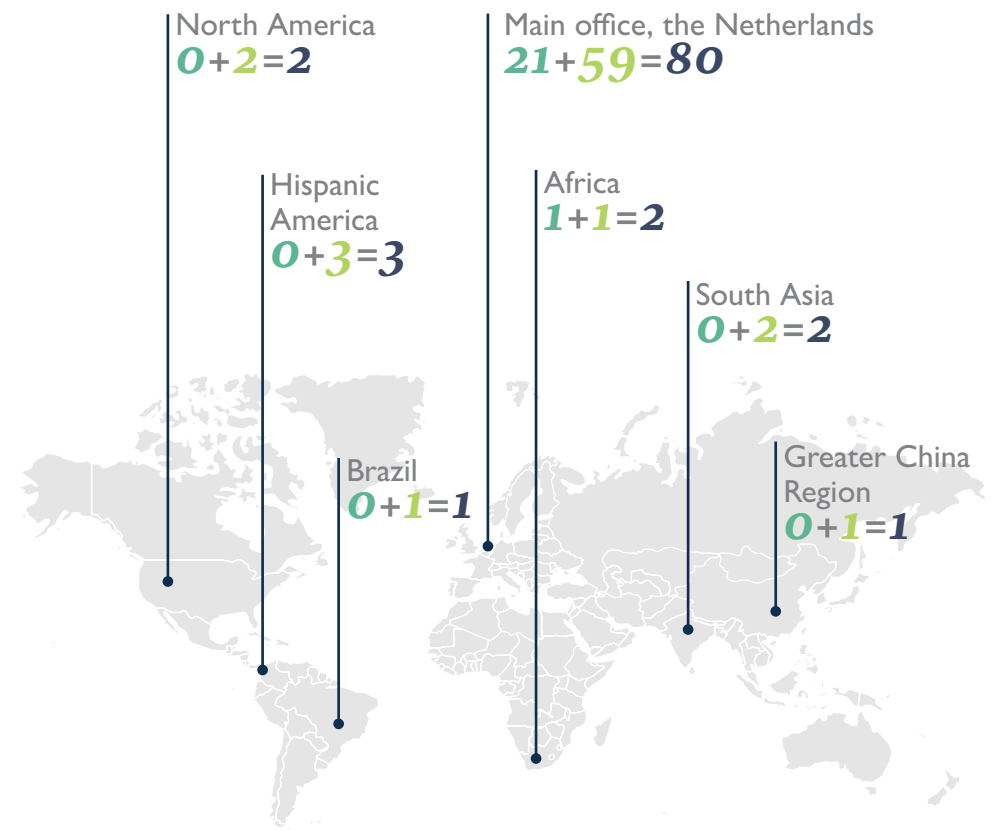 North America
0+2=2
Main office, the Netherlands
21+59=80
Hispanic
America
0+3=3
Africa
1+1=2
South Asia
0+2=2
Brazil
0+1=1
Greater China
Region
0+1=1